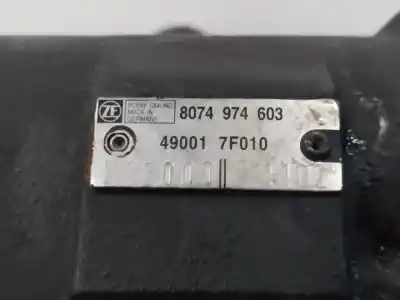 ZF
MADE IN
GERMANY
8074 974 603
49001 7F010